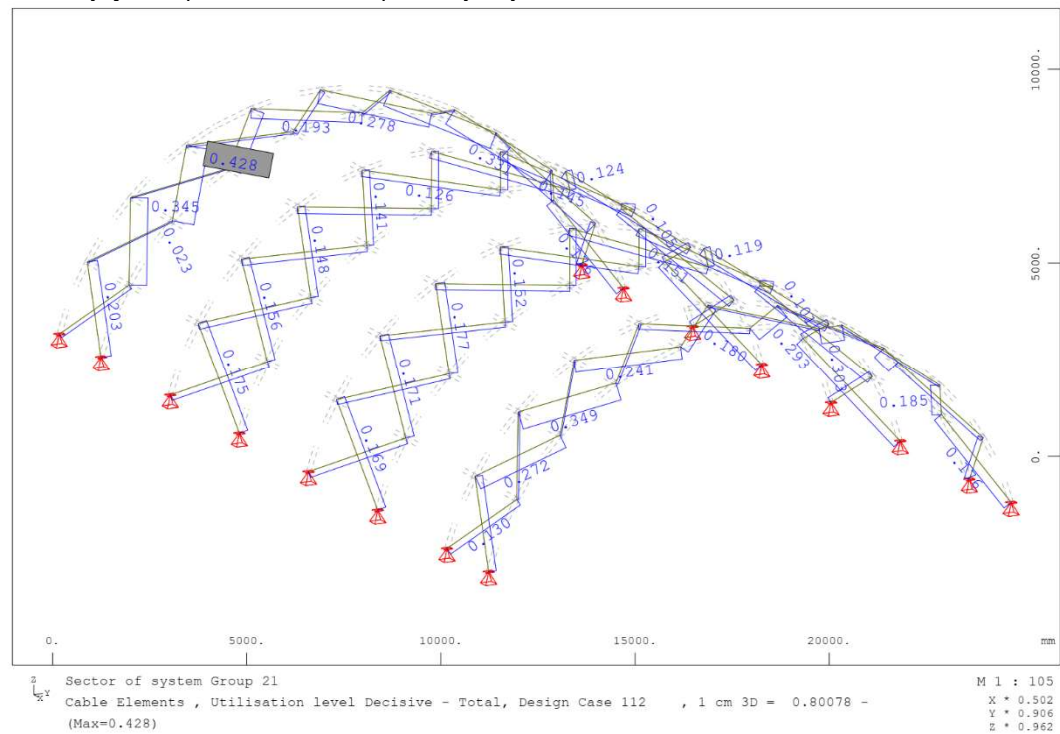 10000.
0.278
0.193
0.428
0.124
0.126
0.345
0.141
0.119
0.023
0.148
0.151
0.152
0.203
0.156
0.177
0.180
0.293
0.241
0.303
0.175
0.171
0.185
0.349
0.169
0.272
0.130
5000.
0.
0. 5000. 10000. 15000. 20000. mm
Z
X Y
Sector of system Group 21
M 1 : 105
Cable Elements , Utilisation level Decisive - Total, Design Case 112 , 1 cm 3D = 0.80078 -
X * 0.502
(Max=0.428)
Y * 0.906
Z * 0.962